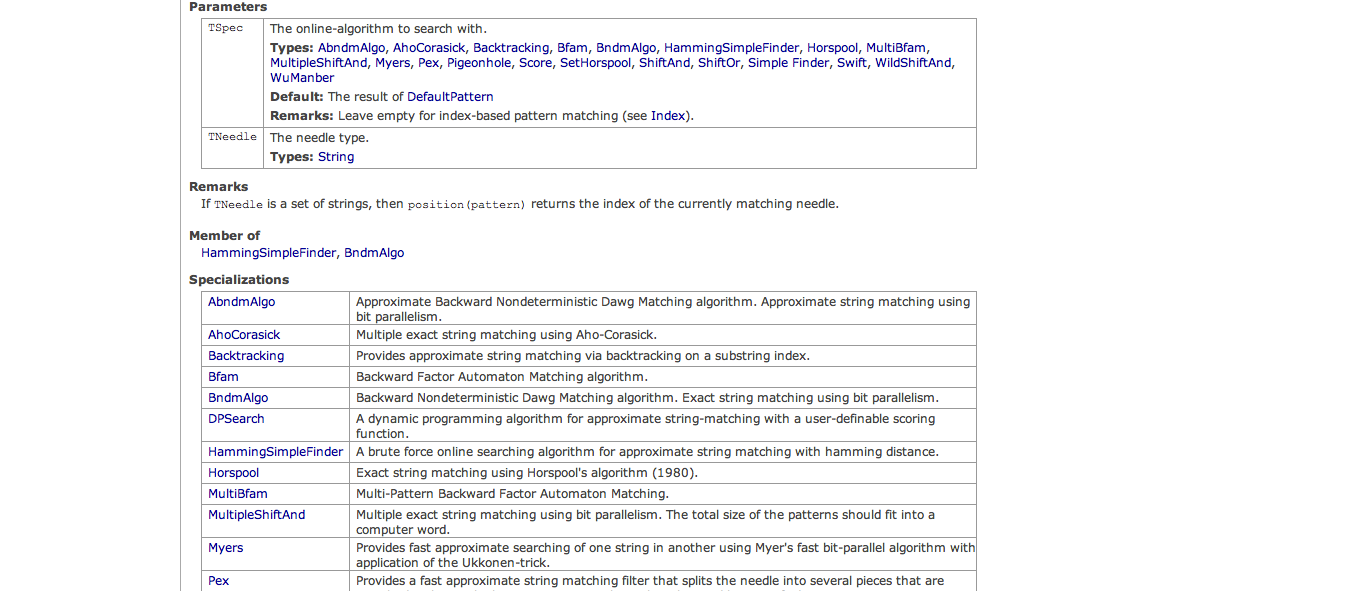 Parameters
TSpec The online-algorithm to search with.
Types: AbndmAlgo, AhoCorasick, Backtracking, Bfam, BndmAlgo, HammingSimpleFinder, Horspool, MultiBfam,
MultipleShiftAnd, Myers, Pex, Pigeonhole, Score, SetHorspool, ShiftAnd, ShiftOr, Simple Finder, Swift, WildShiftAnd,
WuManber
Default: The result of DefaultPattern
Remarks: Leave empty for index-based pattern matching (see Index).
TNeedle The needle type.
Types: String
Remarks
If TNeedle is a set of strings, then position(pattern) returns the index of the currently matching needle.
Member of
HammingSimpleFinder, BndmAlgo
Specializations
AbndmAlgo Approximate Backward Nondeterministic Dawg Matching algorithm. Approximate string matching using
bit parallelism.
AhoCorasick Multiple exact string matching using Aho-Corasick.
Backtracking Provides approximate string matching via backtracking on a substring index.
Bfam Backward Factor Automaton Matching algorithm.
BndmAlgo Backward Nondeterministic Dawg Matching algorithm. Exact string matching using bit parallelism.
DPSearch A dynamic programming algorithm for approximate string-matching with a user-definable scoring
function.
HammingSimpleFinder A brute force online searching algorithm for approximate string matching with hamming distance.
Horspool Exact string matching using Horspool's algorithm (1980).
MultiBfam Multi-Pattern Backward Factor Automaton Matching.
MultipleShiftAnd Multiple exact string matching using bit parallelism. The total size of the patterns should fit into a
computer word.
Myers Provides fast approximate searching of one string in another using Myer's fast bit-parallel algorithm with
application of the Ukkonen-trick.
Pex Provides a fast approximate string matching filter that splits the needle into several pieces that are